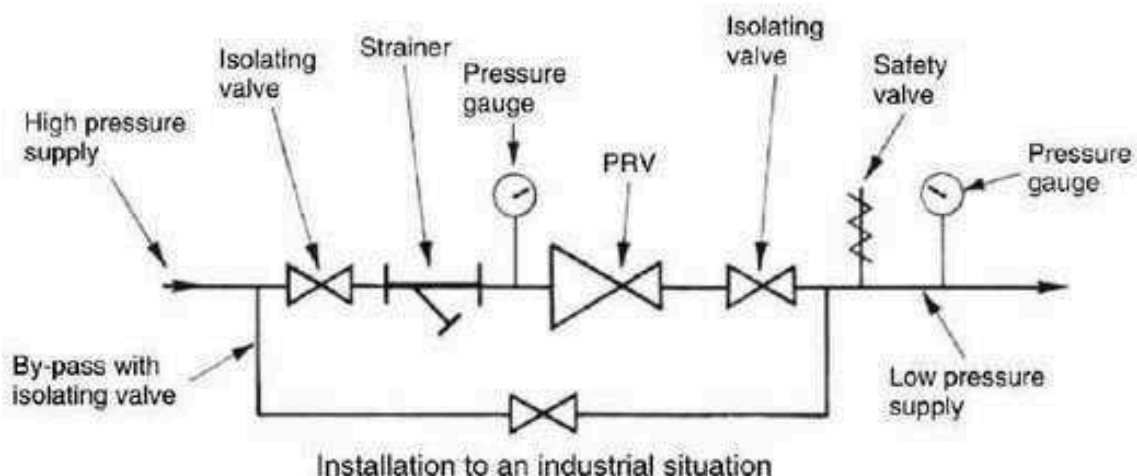 Isolating
valve
Strainer
Pressure
gauge
Isolating
valve
Safety
valve
High pressure
supply
PRV
Pressure
gauge
By-pass with
isolating valve
Low pressure
supply
Installation to an industrial situation